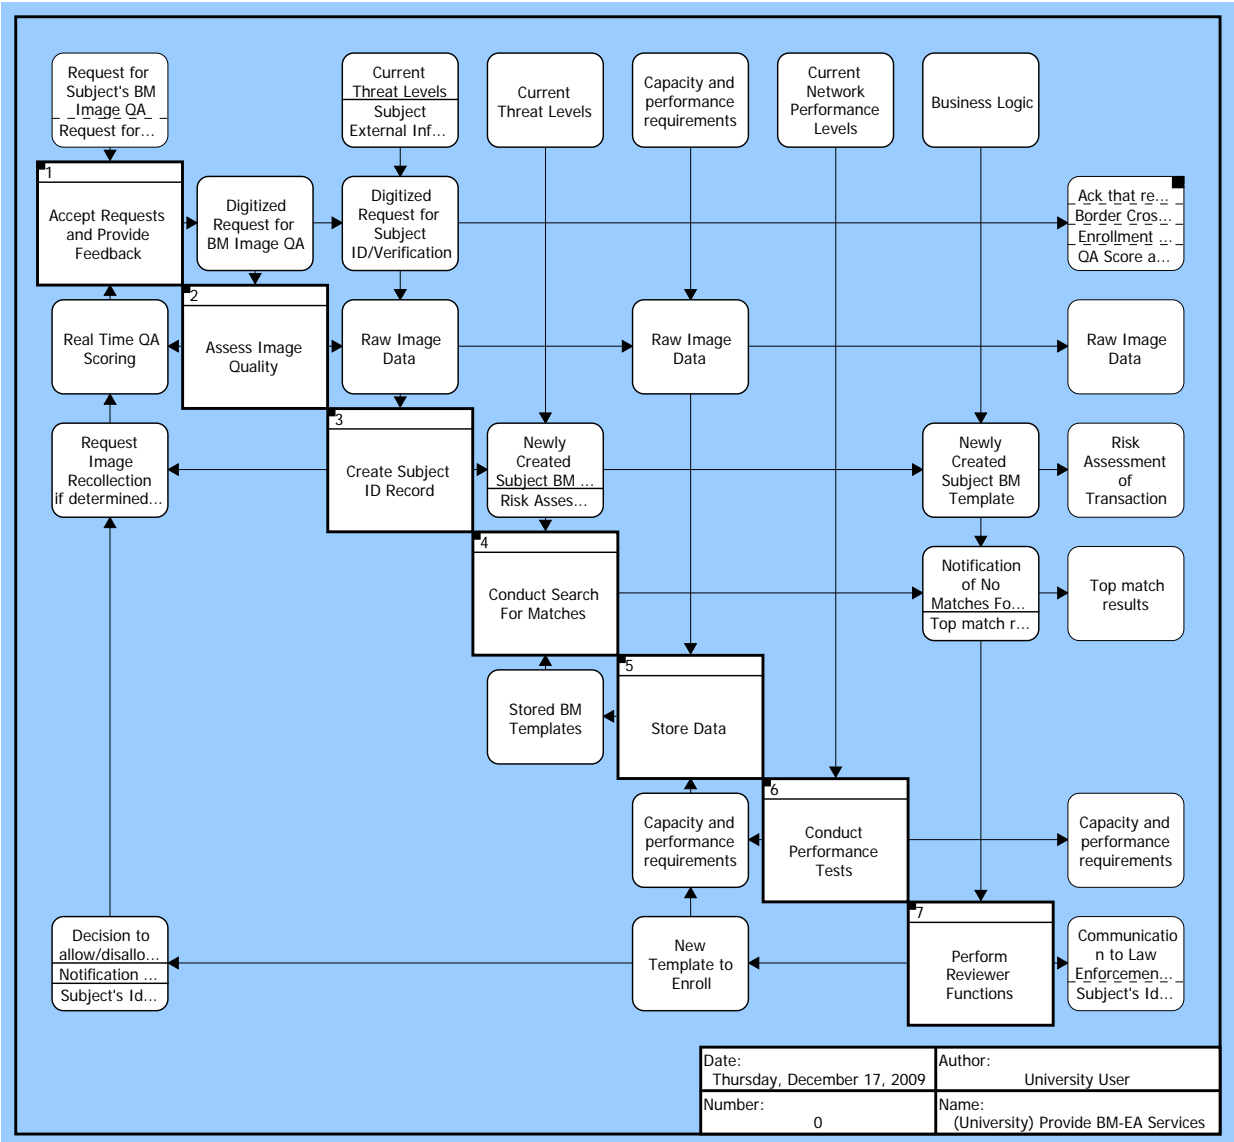 Request for
Subject's BM
Image QA
Request for...
Current
Threat Levels
Subject
External Inf...
Current
Threat Levels
Capacity and
performance
requirements
Current
Network
Performance
Levels
Business Logic
1
Accept Requests
and Provide
Feedback
Digitized
Request for
BM Image QA
Digitized
Request for
Subject
ID/Verification
Ack that re...
Border Cros...
Enrollment ...
QA Score a...
Real Time QA
Scoring
2
Assess Image
Quality
Raw Image
Data
Raw Image
Data
Raw Image
Data
Request
Image
Recollection
if determined...
3
Create Subject
ID Record
Newly
Created
Subject BM ...
Risk Asses...
Newly
Created
Subject BM
Template
Risk
Assessment
of
Transaction
4
Conduct Search
For Matches
Notification
of No
Matches Fo...
Top match r...
Top match
results
Stored BM
Templates
5
Store Data
Capacity and
performance
requirements
6
Conduct
Performance
Tests
Capacity and
performance
requirements
Decision to
allow/disallo...
Notification ...
Subject's Id...
New
Template to
Enroll
7
Perform
Reviewer
Functions
Communicatio
n to Law
Enforcemen...
Subject's Id...
Date:
Thursday, December 17, 2009
Author:
University User
Number:
0
Name:
(University) Provide BM-EA Services